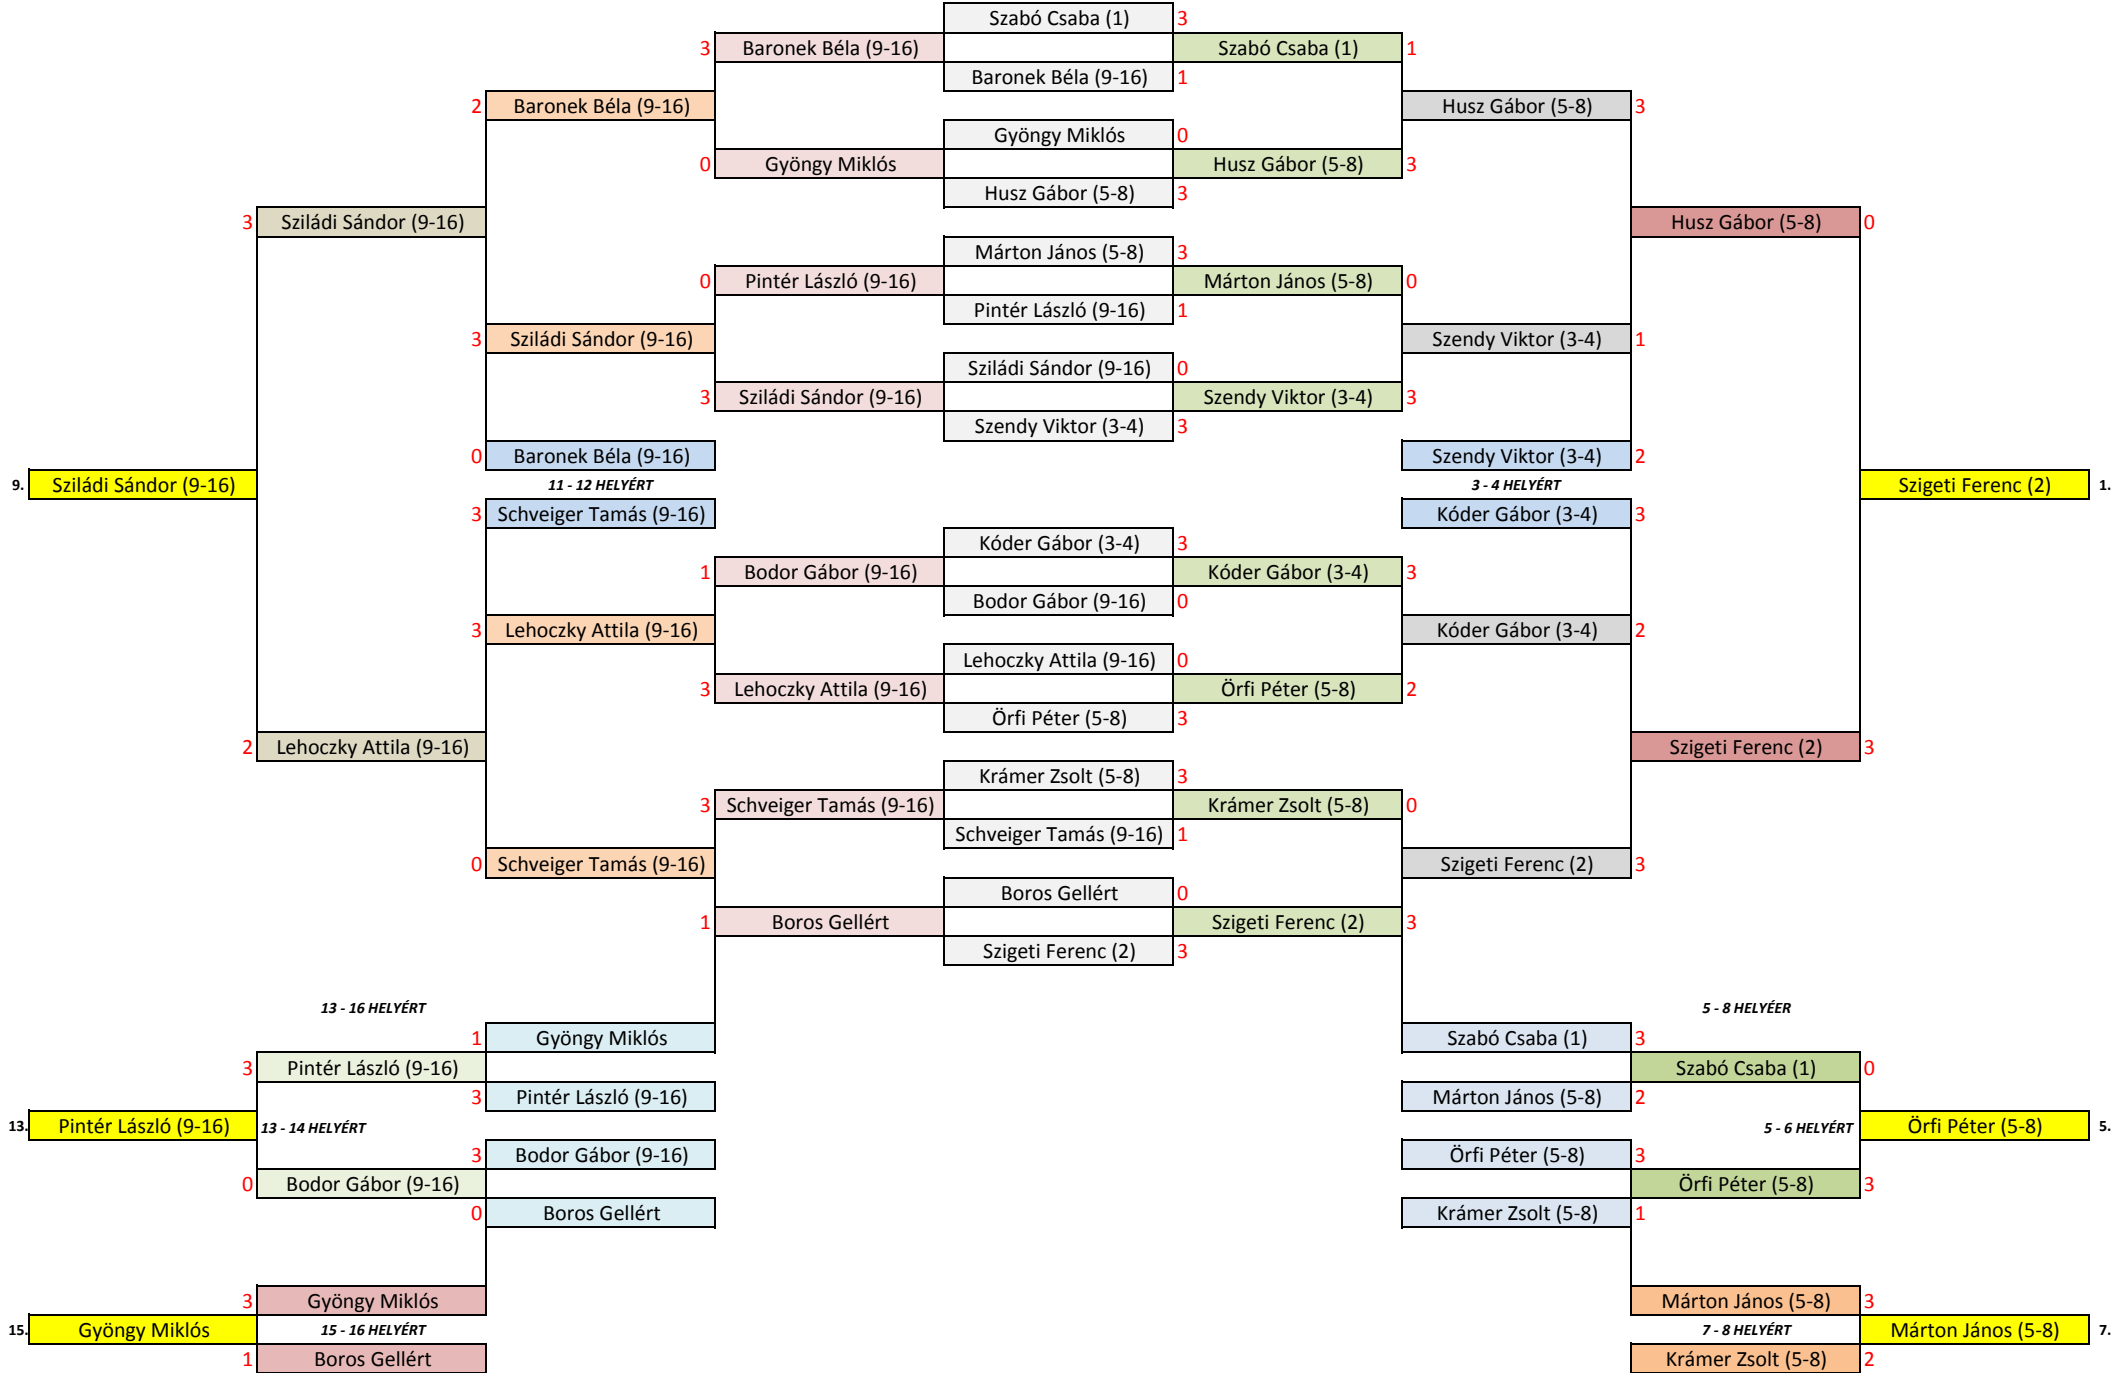 Szabó Csaba (1) 3
3 Baronek Béla (9-16) Szabó Csaba (1) 1
Baronek Béla (9-16) 1
2 Baronek Béla (9-16) Husz Gábor (5-8) 3
Gyöngy Miklós 0
0 Gyöngy Miklós Husz Gábor (5-8) 3
Husz Gábor (5-8) 3
3 Sziládi Sándor (9-16) Husz Gábor (5-8) 0
Márton János (5-8) 3
0 Pintér László (9-16) Márton János (5-8) 0
Pintér László (9-16) 1
3 Sziládi Sándor (9-16) Szendy Viktor (3-4) 1
Sziládi Sándor (9-16) 0
3 Sziládi Sándor (9-16) Szendy Viktor (3-4) 3
Szendy Viktor (3-4) 3
0 Baronek Béla (9-16) Szendy Viktor (3-4) 2
9. Sziládi Sándor (9-16) 11 - 12 HELYÉRT 3 - 4 HELYÉRT Szigeti Ferenc (2) 1.
3 Schveiger Tamás (9-16) Kóder Gábor (3-4) 3
Kóder Gábor (3-4) 3
1 Bodor Gábor (9-16) Kóder Gábor (3-4) 3
Bodor Gábor (9-16) 0
3 Lehoczky Attila (9-16) Kóder Gábor (3-4) 2
Lehoczky Attila (9-16) 0
3 Lehoczky Attila (9-16) Örfi Péter (5-8) 2
Örfi Péter (5-8) 3
2 Lehoczky Attila (9-16) Szigeti Ferenc (2) 3
Krámer Zsolt (5-8) 3
3 Schveiger Tamás (9-16) Krámer Zsolt (5-8) 0
Schveiger Tamás (9-16) 1
0 Schveiger Tamás (9-16) Szigeti Ferenc (2) 3
Boros Gellért 0
1 Boros Gellért Szigeti Ferenc (2) 3
Szigeti Ferenc (2) 3
13 - 16 HELYÉRT 5 - 8 HELYÉER
1 Gyöngy Miklós Szabó Csaba (1) 3
3 Pintér László (9-16) Szabó Csaba (1) 0
3 Pintér László (9-16) Márton János (5-8) 2
13. Pintér László (9-16) 13 - 14 HELYÉRT 5 - 6 HELYÉRT Örfi Péter (5-8) 5.
3 Bodor Gábor (9-16) Örfi Péter (5-8) 3
0 Bodor Gábor (9-16) Örfi Péter (5-8) 3
0 Boros Gellért Krámer Zsolt (5-8) 1
3 Gyöngy Miklós Márton János (5-8) 3
15. Gyöngy Miklós 15 - 16 HELYÉRT 7 - 8 HELYÉRT Márton János (5-8) 7.
1 Boros Gellért Krámer Zsolt (5-8) 2